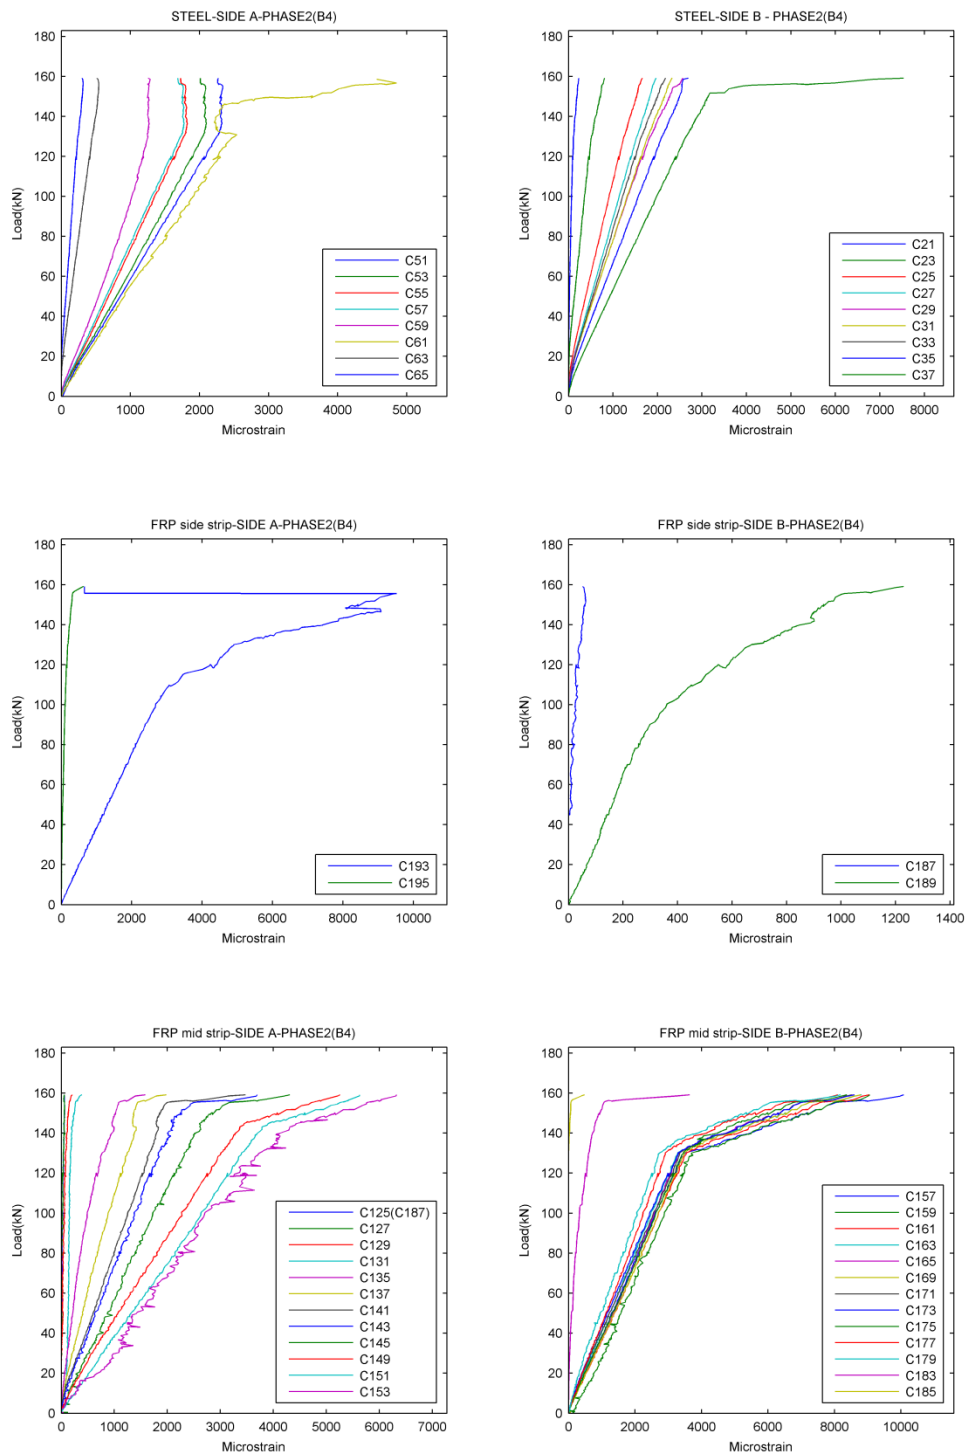 STEEL-SIDE A-PHASE2(B4)
180
160
140
120
100
80
60
40
20
0
Load(kN)
C51
C53
C55
C57
C59
C61
C63
C65
0 1000 2000 3000 4000 5000
Microstrain
STEEL-SIDE B - PHASE2(B4)
180
160
140
120
100
80
60
40
20
0
Load(kN)
C21
C23
C25
C27
C29
C31
C33
C35
C37
0 1000 2000 3000 4000 5000 6000 7000 8000
Microstrain
FRP side strip-SIDE A-PHASE2(B4)
180
160
140
120
100
80
60
40
20
0
Load(kN)
C193
C195
0 2000 4000 6000 8000 10000
Microstrain
FRP side strip-SIDE B-PHASE2(B4)
180
160
140
120
100
80
60
40
20
0
Load(kN)
C187
C189
0 200 400 600 800 1000 1200 1400
Microstrain
FRP mid strip-SIDE A-PHASE2(B4)
180
160
140
120
100
80
60
40
20
0
Load(kN)
C125(C187)
C127
C129
C131
C135
C137
C141
C143
C145
C149
C151
C153
0 1000 2000 3000 4000 5000 6000 7000
Microstrain
FRP mid strip-SIDE B-PHASE2(B4)
180
160
140
120
100
80
60
40
20
0
Load(kN)
C157
C159
C161
C163
C165
C169
C171
C173
C175
C177
C179
C183
C185
0 2000 4000 6000 8000 10000
Microstrain